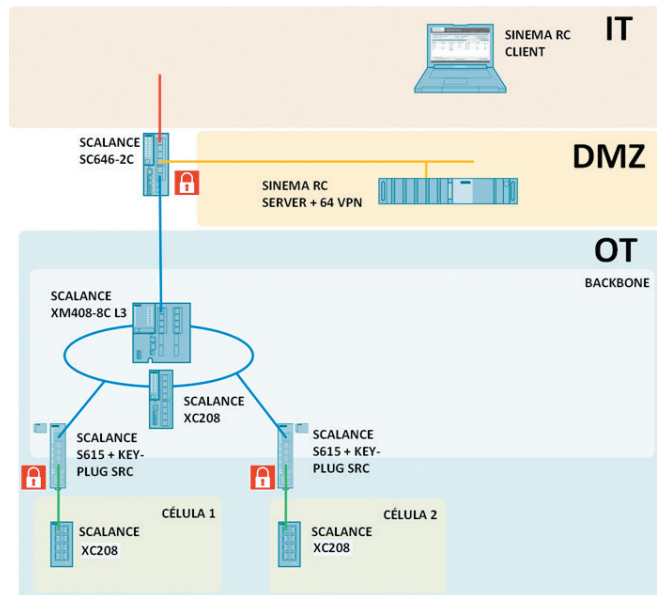 IT
SINEMA RC
CLIENT
SCALANCE
SC646-2C
DMZ
SINEMA RC
SERVER + 64 VPN
OT
BACKBONE
SCALANCE
XM408-8C L3
SCALANCE
XC208
SCALANCE
S615 + KEY-
PLUG SRC
SCALANCE
S615 + KEY-
PLUG SRC
CÉLULA 1
SCALANCE
XC208
CÉLULA 2
SCALANCE
XC208